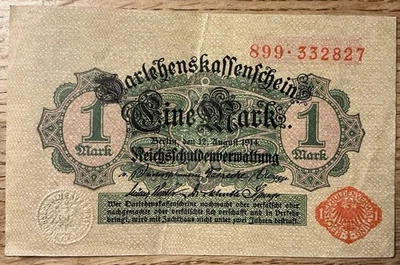 899·332827
Darlehenskassenschein
Eine Mark..
1 Mark
1 Mark
Berlin, den 12. August 1914.
Reichsschuldenverwaltung
Wer Darlehenskassenscheine nachmacht oder verfälscht oder
nachgemachte oder verfälschte sich verschafft und in Verkehr
bringt, wird mit Zuchthaus nicht unter zwei Jahren bestraft.